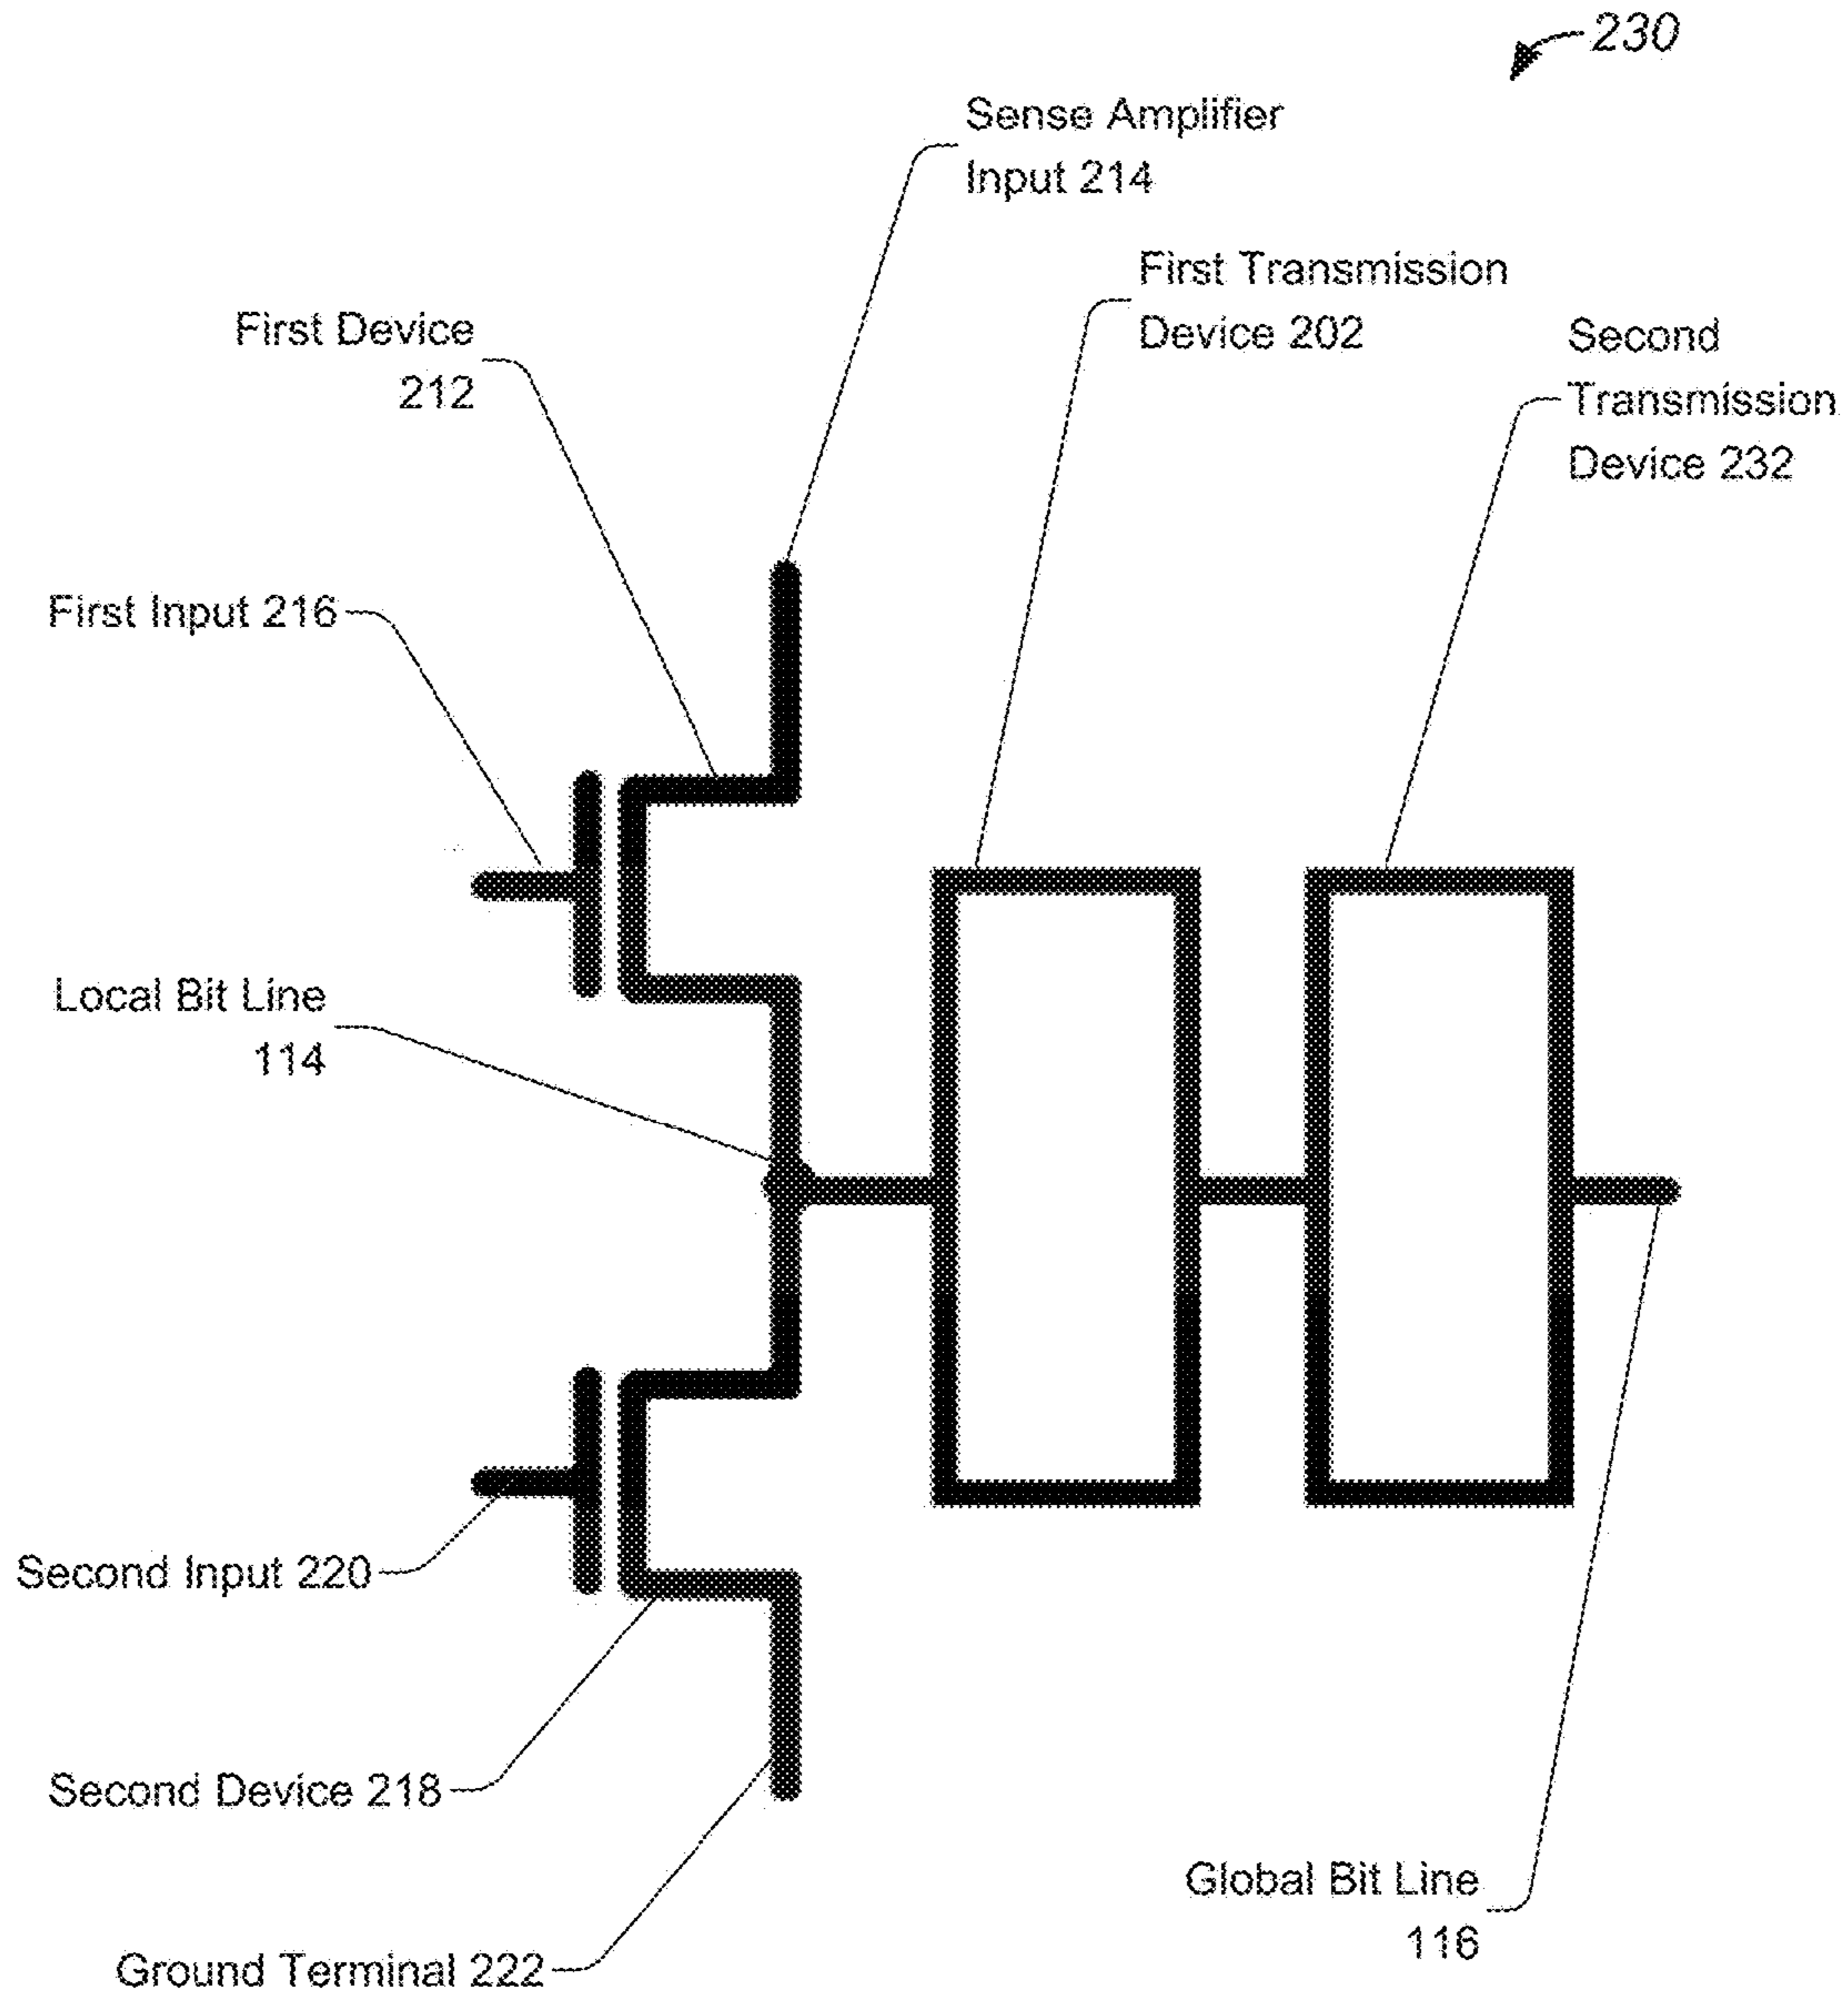 230
Sense Amplifier
Input 214
First Transmission
Device 202
Second
Transmission
Device 232
First Device
212
First Input 216
Local Bit Line
114
Second Input 220
Second Device 218
Global Bit Line
116
Ground Terminal 222